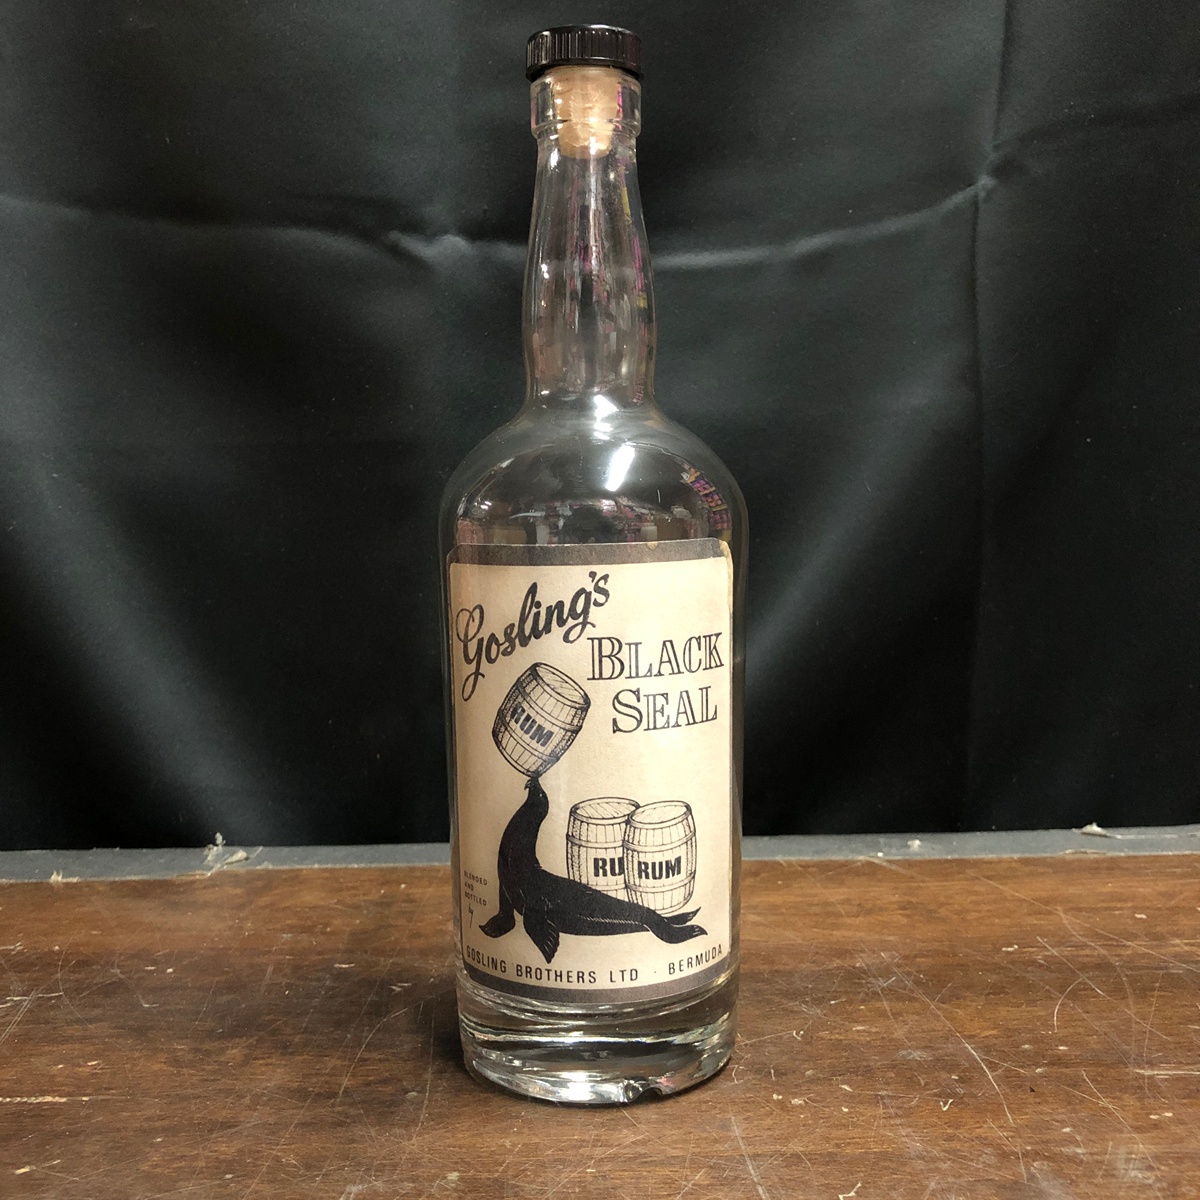 Gosling's
BLACK
SEAL
RUM
RU
RUM
BLENDED
AND
BOTTLED
by
GOSLING BROTHERS LTD · BERMUDA